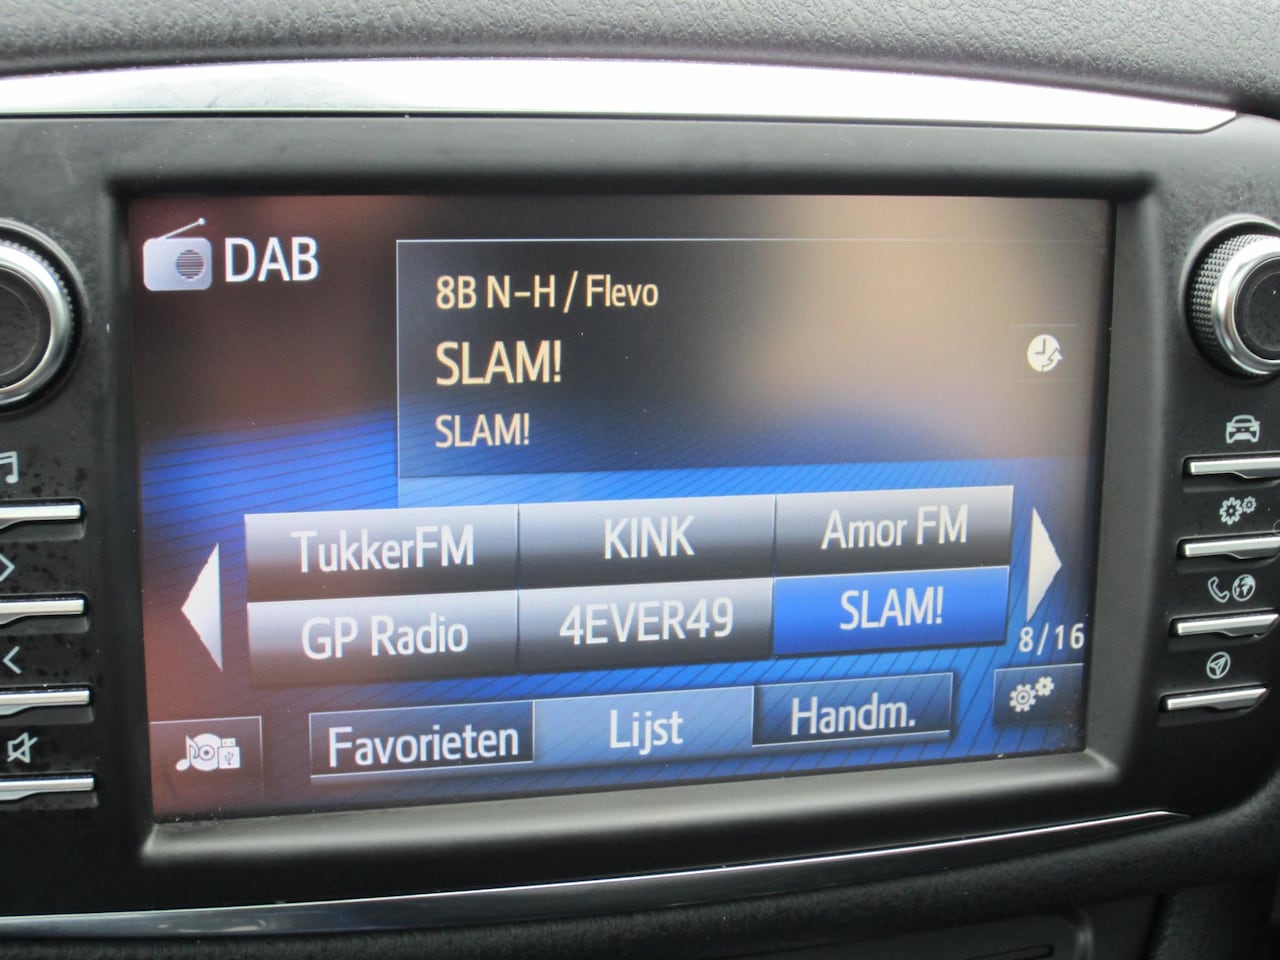 DAB
8B N-H / Flevo
SLAM!
SLAM!
TukkerFM KINK Amor FM
GP Radio 4EVER49 SLAM!
8/16
Favorieten Lijst Handm.